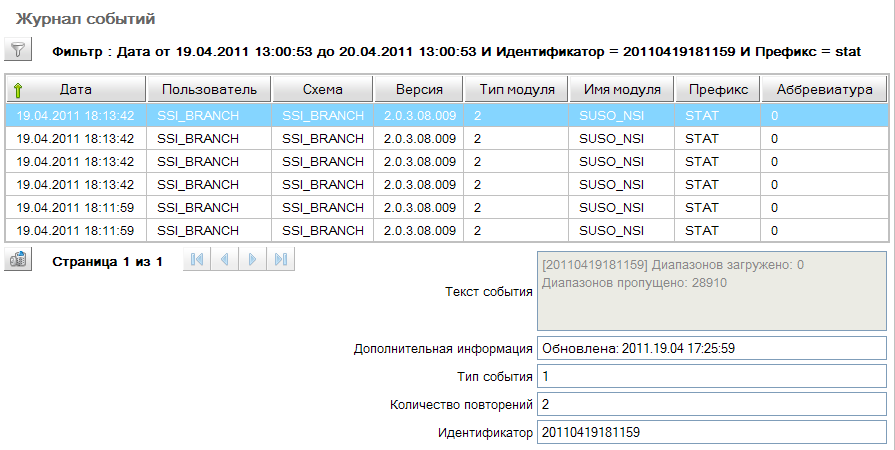 Журнал событий
Фильтр : Дата от 19.04.2011 13:00:53 до 20.04.2011 13:00:53 И Идентификатор = 20110419181159 И Префикс = stat
Дата Пользователь Схема Версия Тип модуля Имя модуля Префикс Аббревиатура
19.04.2011 18:13:42 SSI_BRANCH SSI_BRANCH 2.0.3.08.009 2 SUSO_NSI STAT 0
19.04.2011 18:13:42 SSI_BRANCH SSI_BRANCH 2.0.3.08.009 2 SUSO_NSI STAT 0
19.04.2011 18:13:42 SSI_BRANCH SSI_BRANCH 2.0.3.08.009 2 SUSO_NSI STAT 0
19.04.2011 18:13:42 SSI_BRANCH SSI_BRANCH 2.0.3.08.009 2 SUSO_NSI STAT 0
19.04.2011 18:11:59 SSI_BRANCH SSI_BRANCH 2.0.3.08.009 2 SUSO_NSI STAT 0
19.04.2011 18:11:59 SSI_BRANCH SSI_BRANCH 2.0.3.08.009 2 SUSO_NSI STAT 0
Страница 1 из 1
Текст события
[20110419181159] Диапазонов загружено: 0
Диапазонов пропущено: 28910
Дополнительная информация Обновлена: 2011.19.04 17:25:59
Тип события 1
Количество повторений 2
Идентификатор 20110419181159